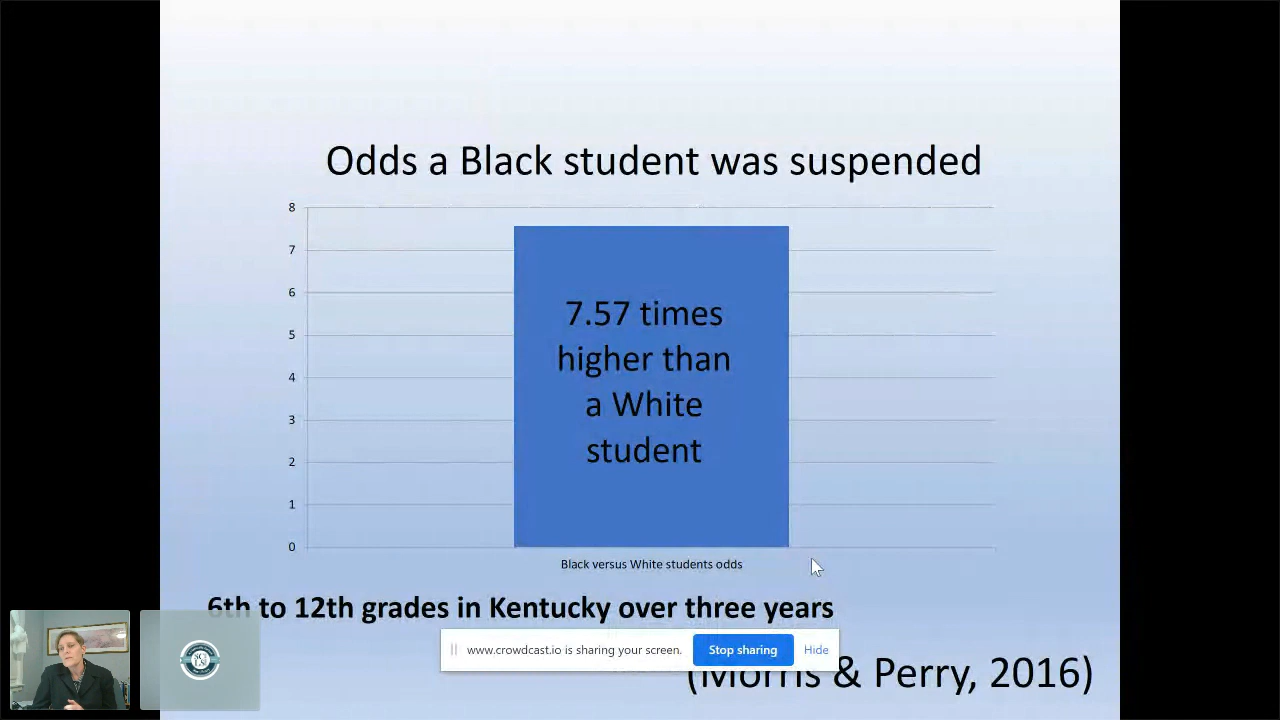 Odds a Black student was suspended
8
7
6
5
4
3
2
1
0
7.57 times
higher than
a White
student
Black versus White students odds
6th to 12th grades in Kentucky over three years
www.crowdcast.io is sharing your screen.
Stop sharing
Hide
(Morris & Perry, 2016)